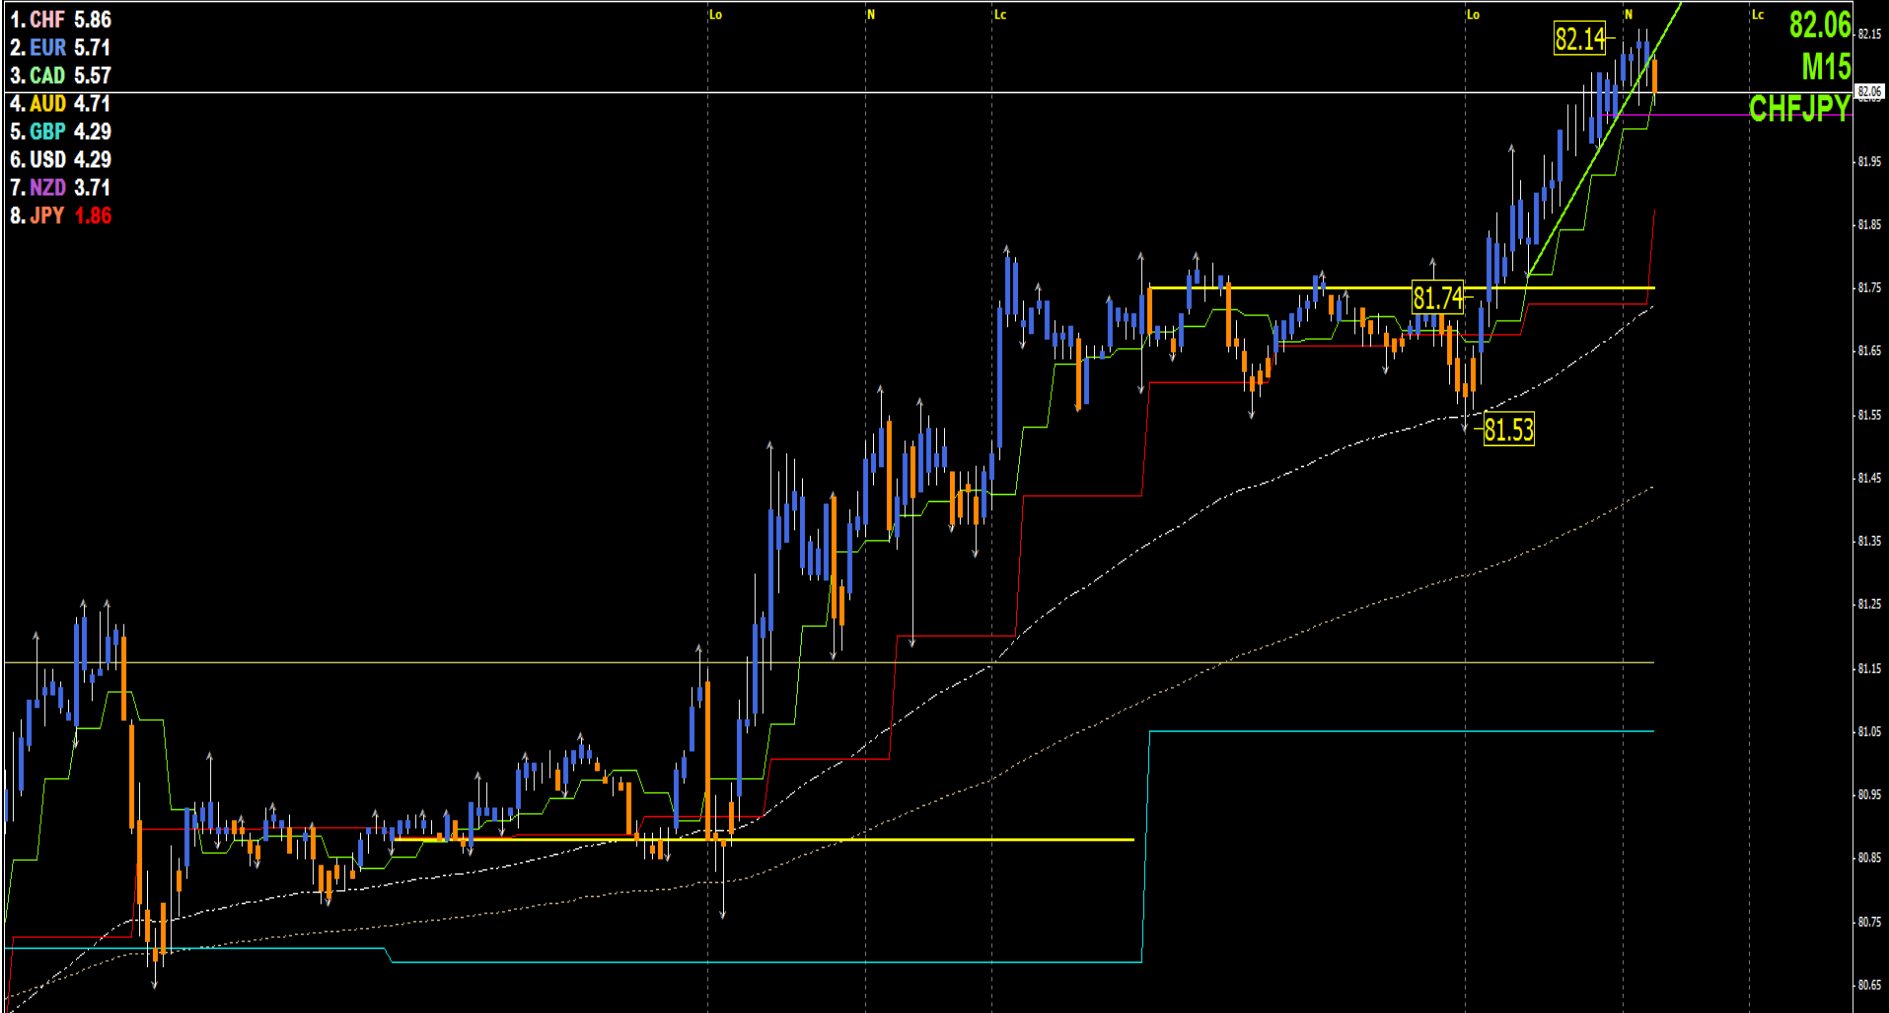 1. CHF 5.86
2. EUR 5.71
3. CAD 5.57
4. AUD 4.71
5. GBP 4.29
6. USD 4.29
7. NZD 3.71
8. JPY 1.86
Lo
N
Lc
Lo
N
Lc
82.06
M15
CHFJPY
82.14
81.74
81.53
82.15
82.06
81.95
81.85
81.75
81.65
81.55
81.45
81.35
81.25
81.15
81.05
80.95
80.85
80.75
80.65